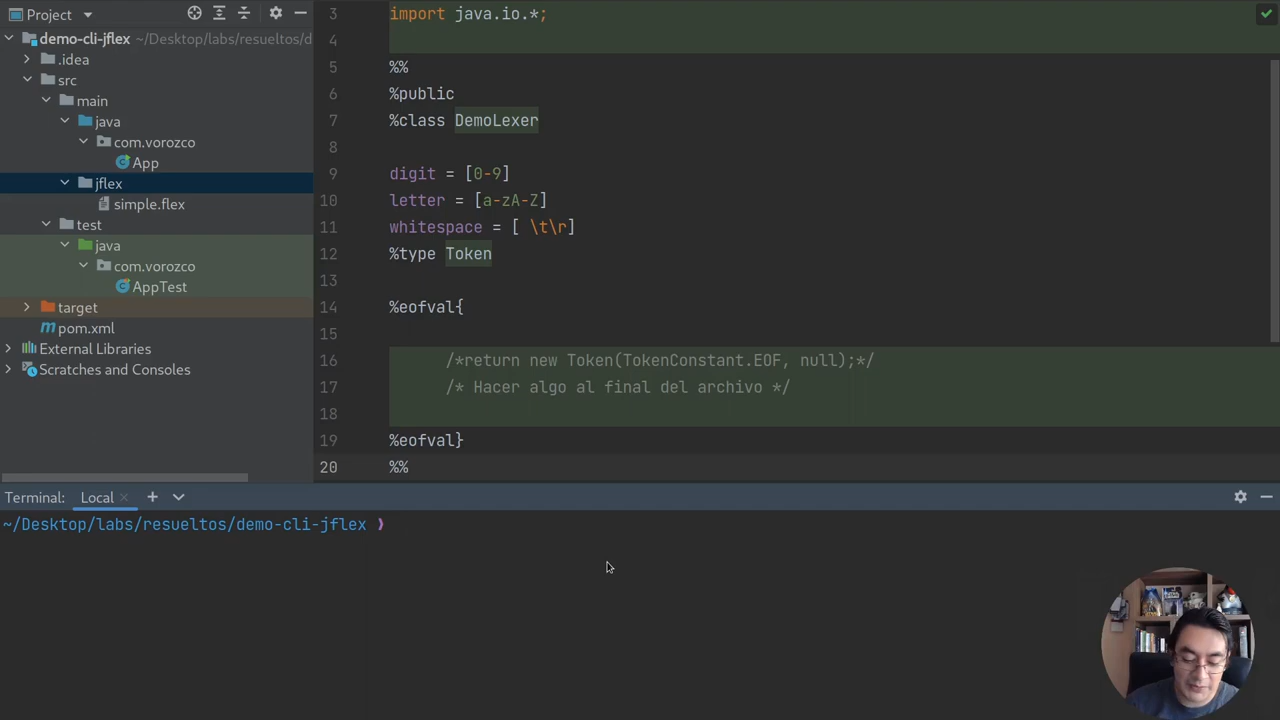 Project
demo-cli-jflex ~/Desktop/labs/resueltos/d
.idea
src
main
java
com.vorozco
App
jflex
simple.flex
test
java
com.vorozco
AppTest
target
pom.xml
External Libraries
Scratches and Consoles
3 import java.io.*;
4
5 %%
6 %public
7 %class DemoLexer
8
9 digit = [0-9]
10 letter = [a-zA-Z]
11 whitespace = [ \t\r]
12 %type Token
13
14 %eofval{
15
16 /*return new Token(TokenConstant.EOF, null);*/
17 /* Hacer algo al final del archivo */
18
19 %eofval}
20 %%
Terminal: Local
~/Desktop/labs/resueltos/demo-cli-jflex ❯